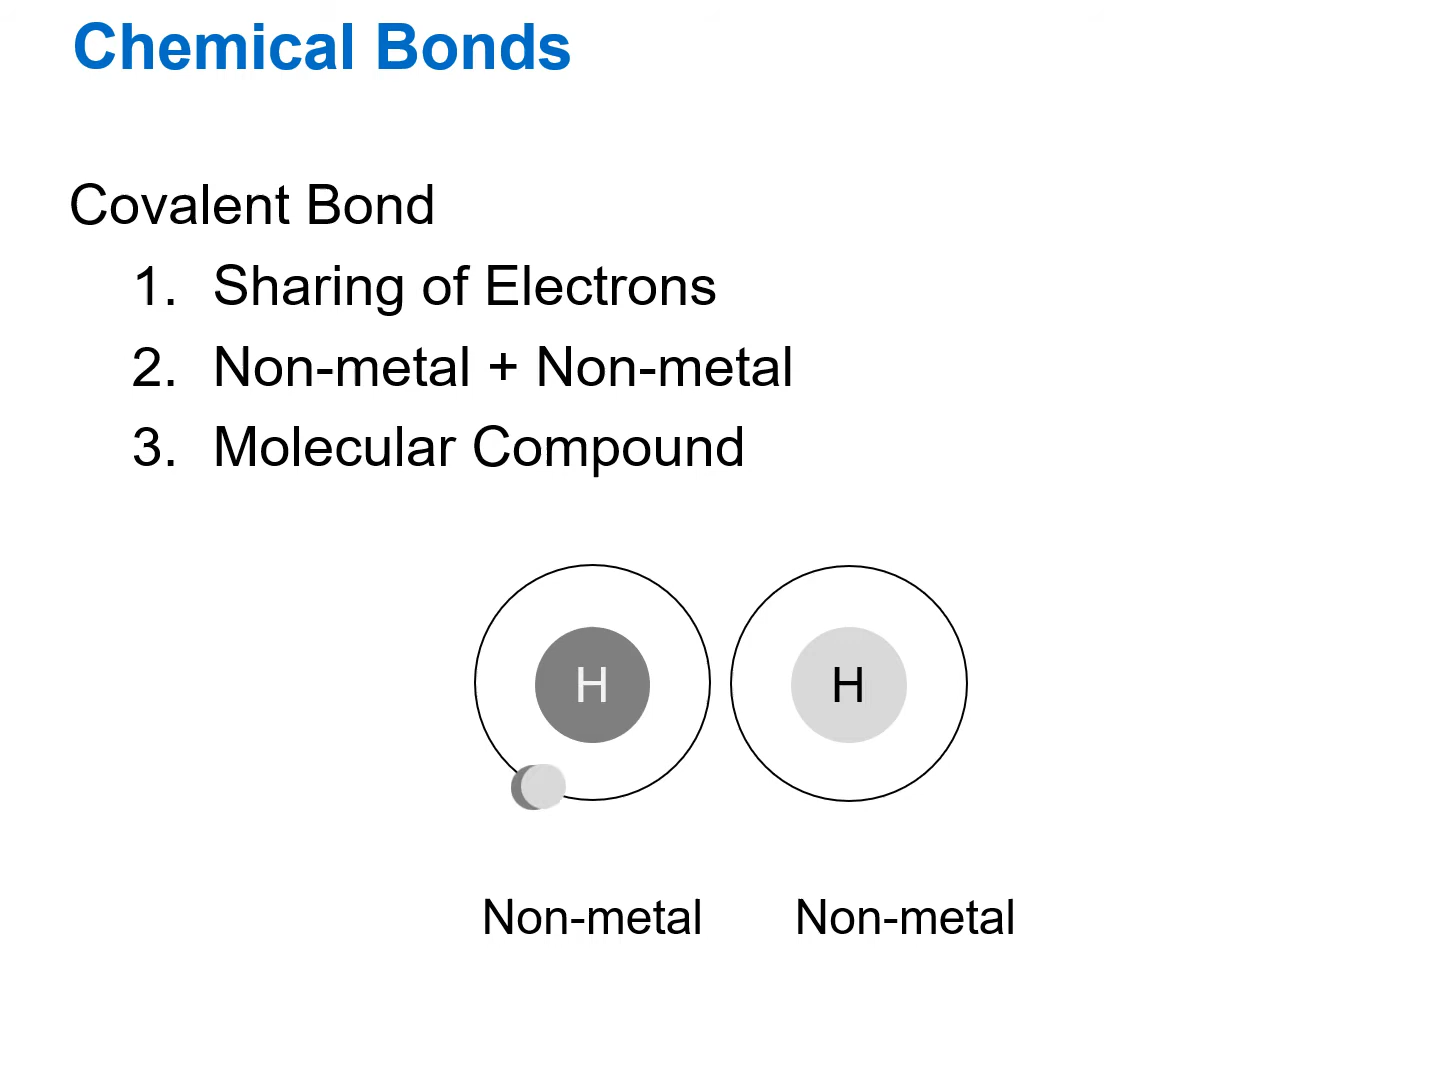 Chemical Bonds
Covalent Bond
1. Sharing of Electrons
2. Non-metal + Non-metal
3. Molecular Compound
H H
Non-metal Non-metal